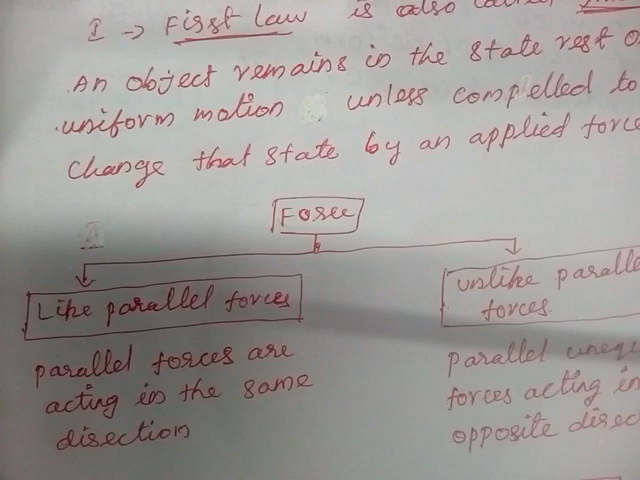 I → First law is also called
An object remains in the state rest o
uniform motion unless compelled to
change that state by an applied force
Force
Like parallel forces
unlike paralle
forces.
parallel forces are
acting in the same
disection
parallel unequ
forces acting in
opposite direc